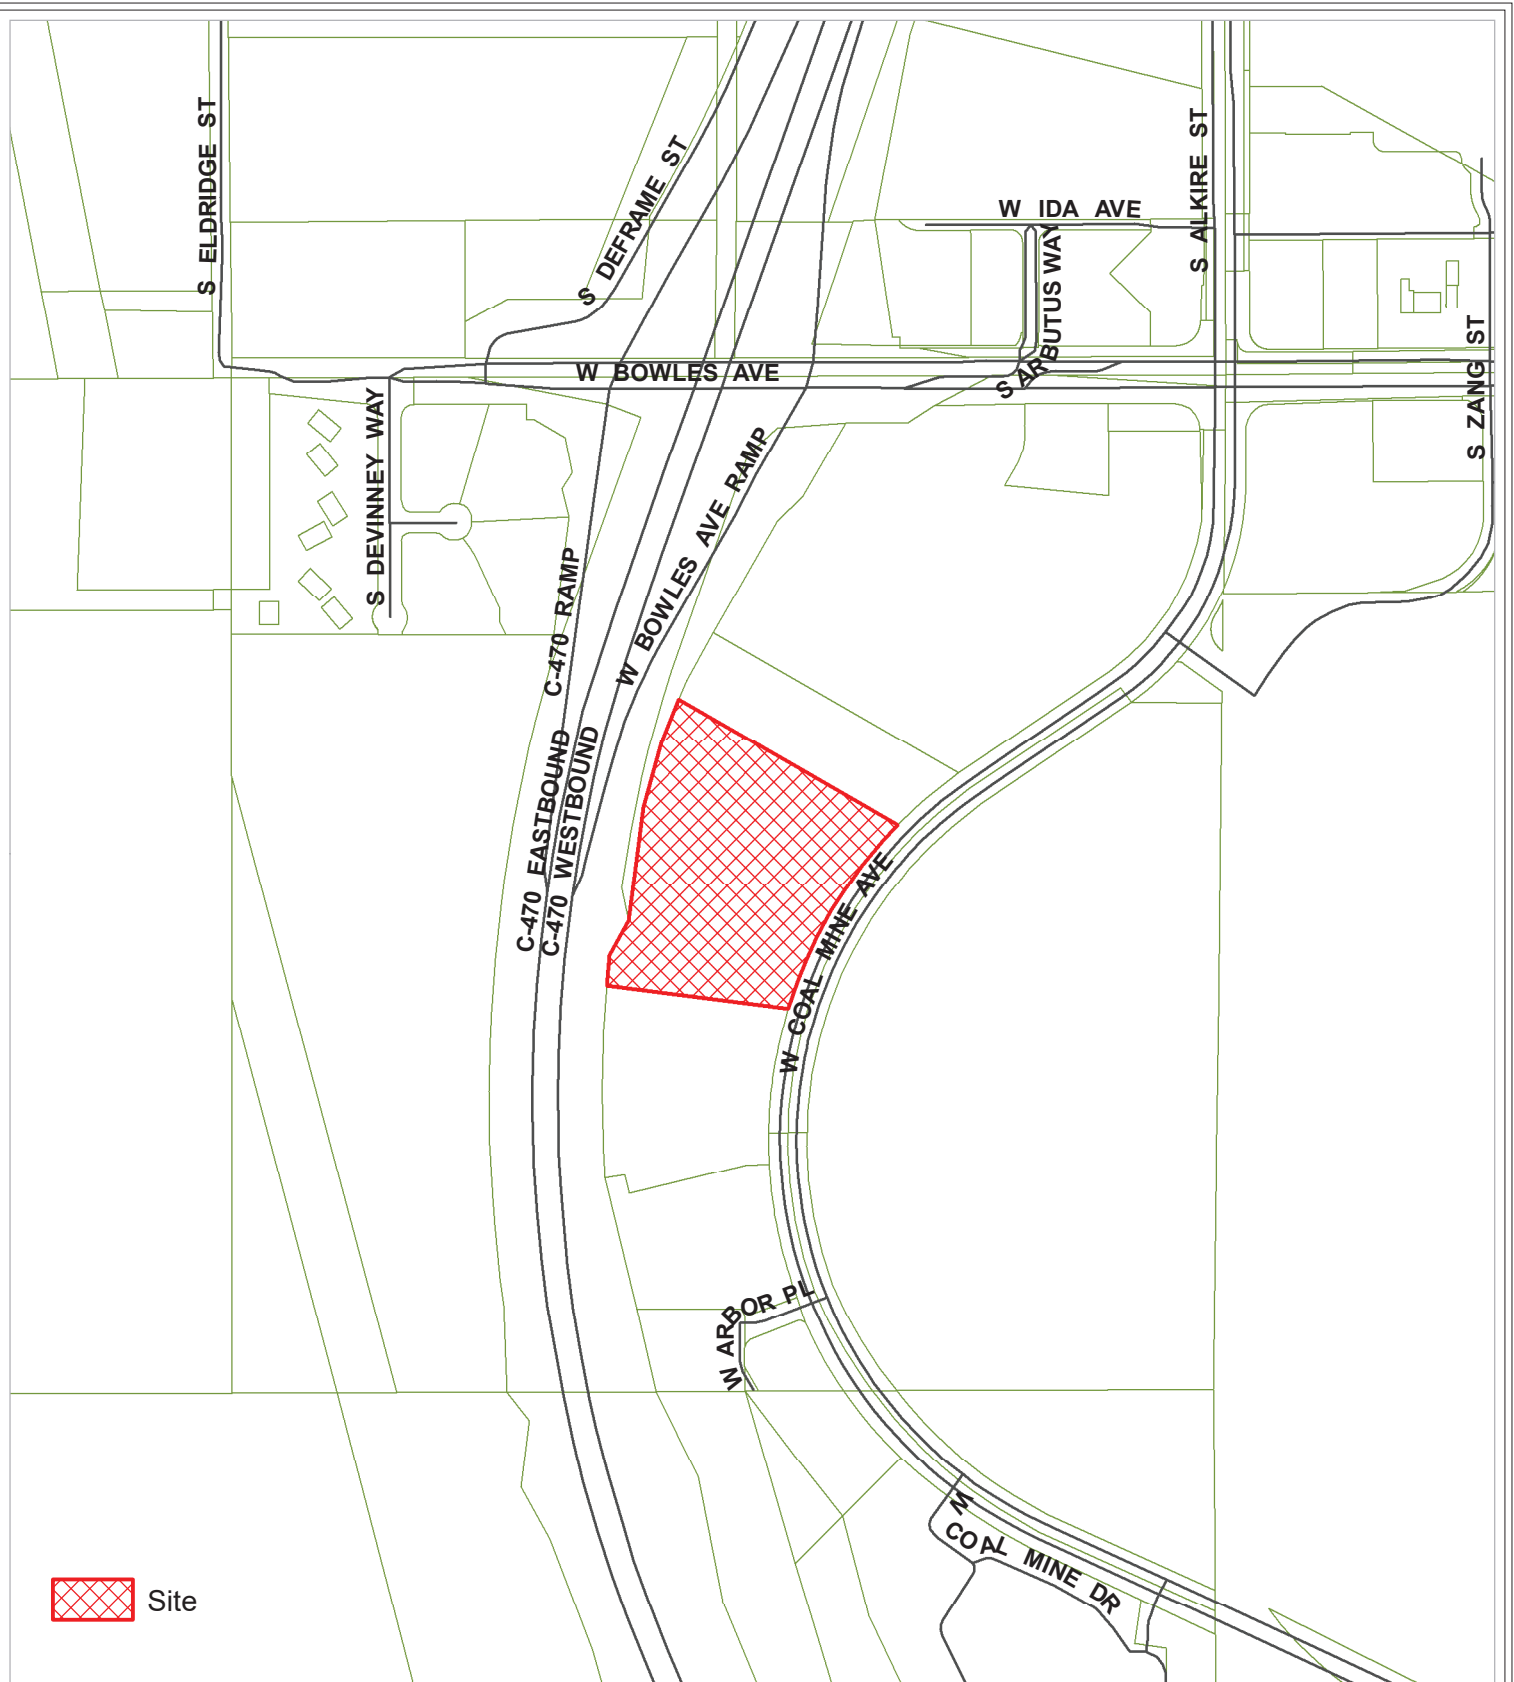 S ELDRIDGE ST
S DEFRAME ST
W IDA AVE
S ALKIRE ST
S ARBUTUS WAY
S ZANG ST
W BOWLES AVE
S DEVINNEY WAY
W BOWLES AVE RAMP
C-470 RAMP
C-470 EASTBOUND
C-470 WESTBOUND
W COAL MINE AVE
W ARBOR PL
W COAL MINE DR
Site